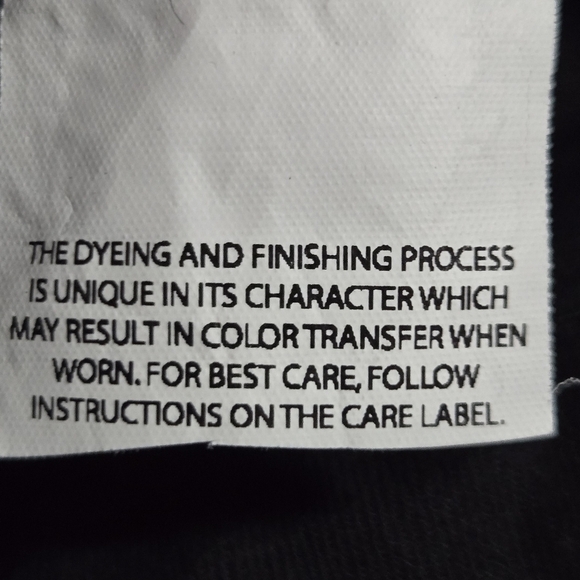 THE DYEING AND FINISHING PROCESS
IS UNIQUE IN ITS CHARACTER WHICH
MAY RESULT IN COLOR TRANSFER WHEN
WORN. FOR BEST CARE, FOLLOW
INSTRUCTIONS ON THE CARE LABEL.